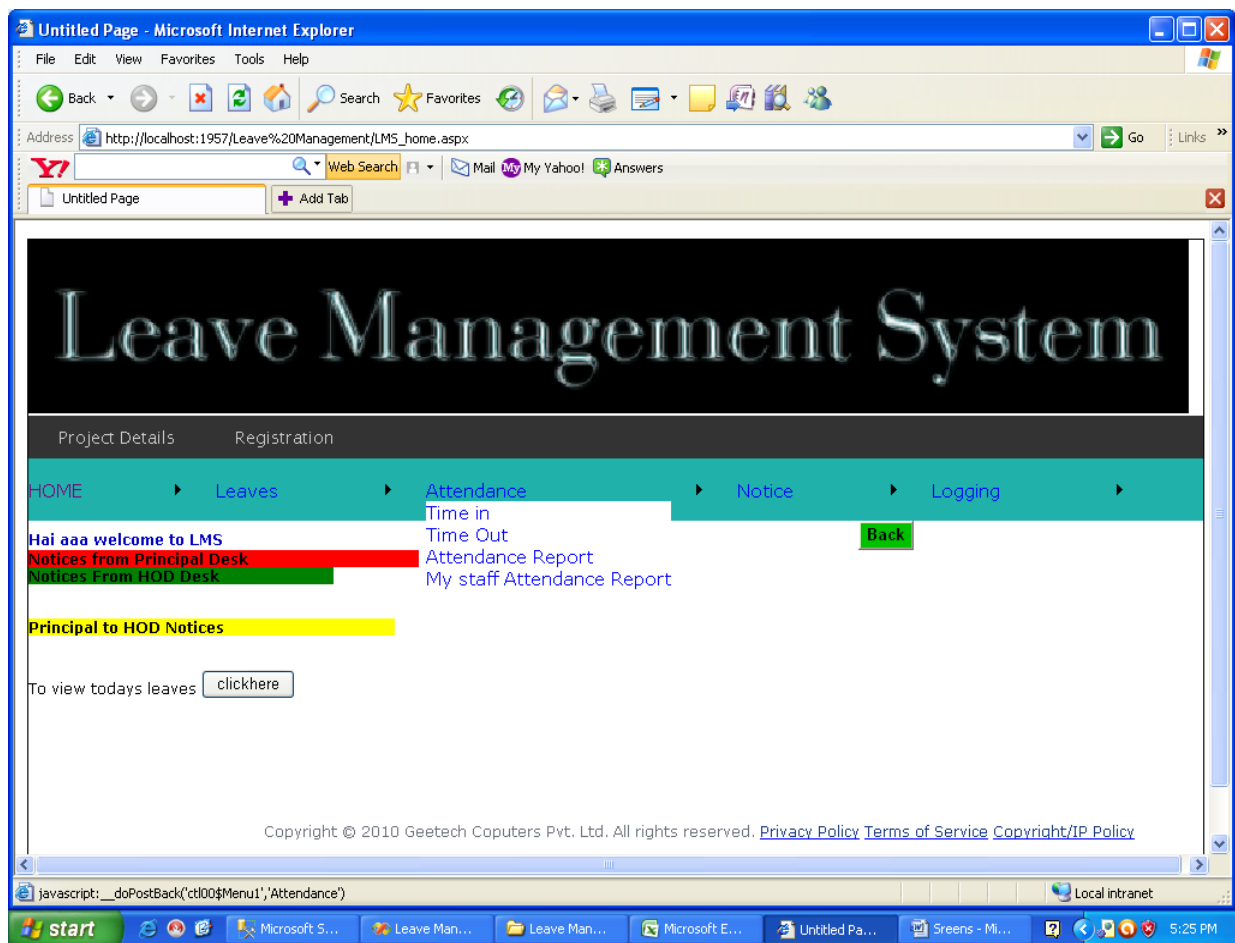 Untitled Page - Microsoft Internet Explorer
File Edit View Favorites Tools Help
Back Search Favorites
Address http://localhost:1957/Leave%20Management/LMS_home.aspx Go Links »
Y! Web Search Mail My My Yahoo! Answers
Untitled Page Add Tab
Leave Management System
Project Details Registration
HOME Leaves Attendance Notice Logging
Time in
Hai aaa welcome to LMS Time Out Back
Notices from Principal Desk Attendance Report
Notices From HOD Desk My staff Attendance Report
Principal to HOD Notices
To view todays leaves clickhere
Copyright © 2010 Geetech Coputers Pvt. Ltd. All rights reserved. Privacy Policy Terms of Service Copyright/IP Policy
javascript:__doPostBack('ctl00$Menu1','Attendance') Local intranet
start Microsoft S... Leave Man... Leave Man... Microsoft E... Untitled Pa... Sreens - Mi... 5:25 PM